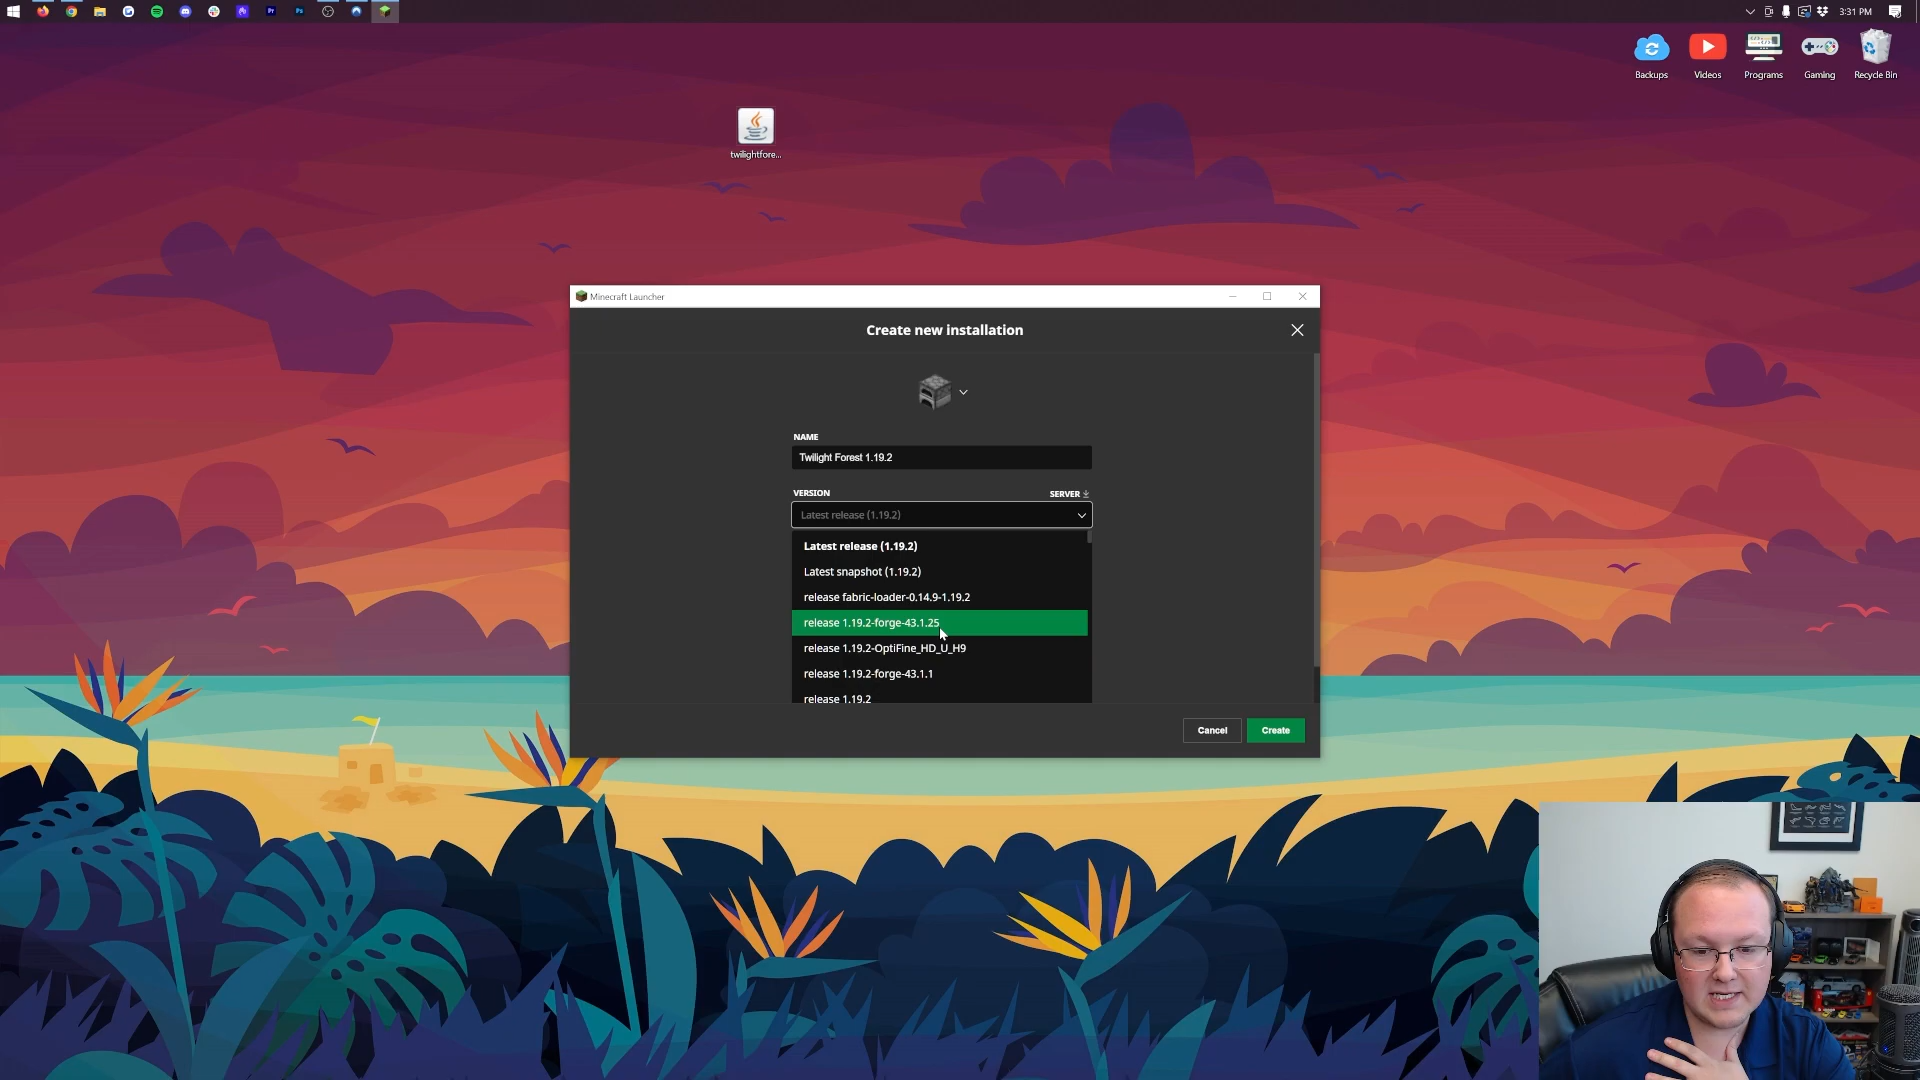 3:31 PM
Backups
Videos
Programs
Gaming
Recycle Bin
twilightfore...
Minecraft Launcher
Create new installation
NAME
Twilight Forest 1.19.2
VERSION
SERVER
Latest release (1.19.2)
Latest release (1.19.2)
Latest snapshot (1.19.2)
release fabric-loader-0.14.9-1.19.2
release 1.19.2-forge-43.1.25
release 1.19.2-OptiFine_HD_U_H9
release 1.19.2-forge-43.1.1
release 1.19.2
Cancel
Create